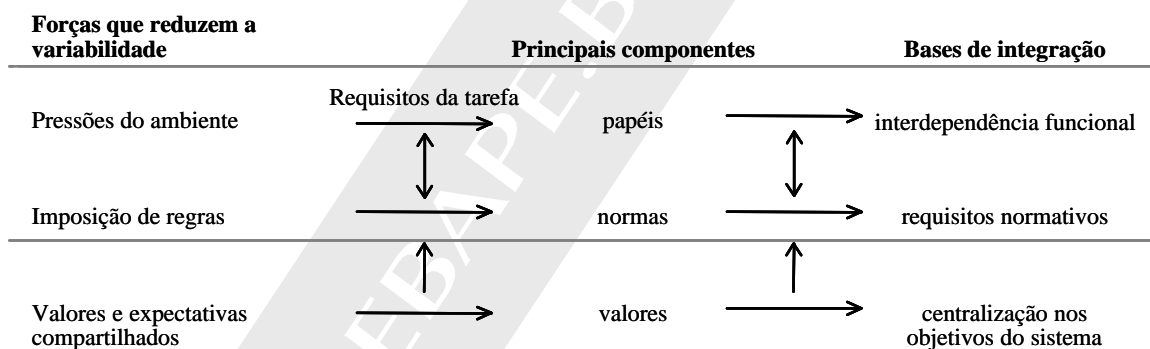 Forças que reduzem a
variabilidade
Principais componentes
Bases de integração
Requisitos da tarefa
Pressões do ambiente
papéis
interdependência funcional
Imposição de regras
normas
requisitos normativos
Valores e expectativas
compartilhados
valores
centralização nos
objetivos do sistema
EBAPE.B